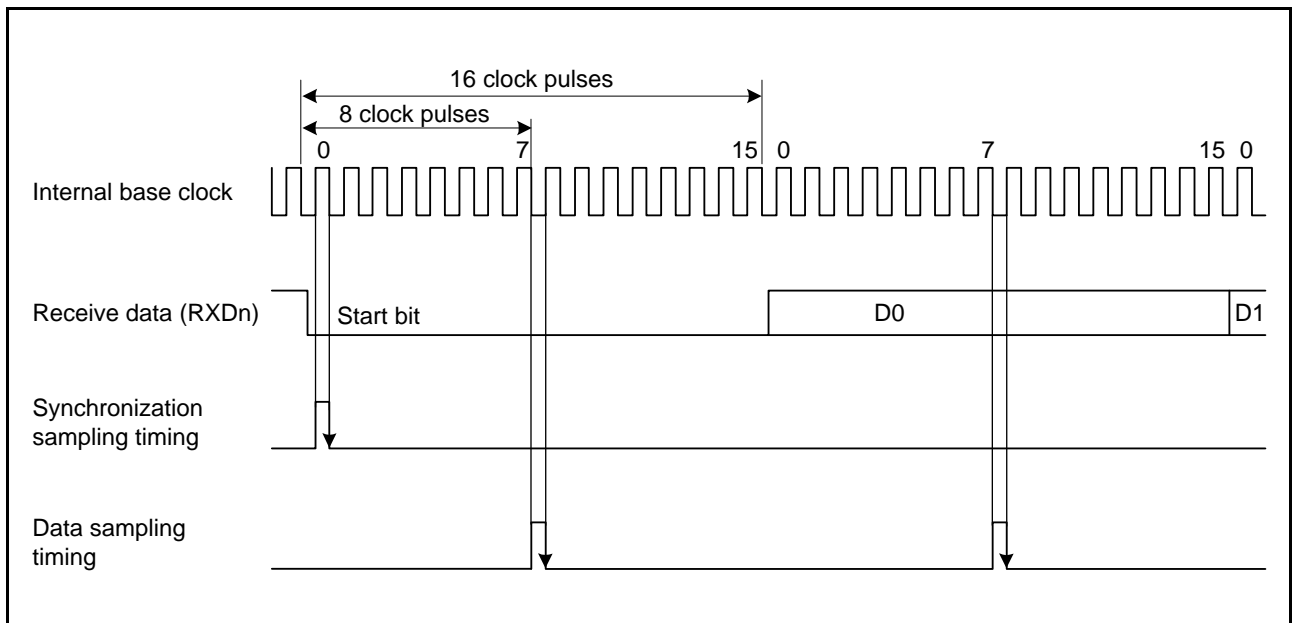 16 clock pulses
8 clock pulses
0 7 15 0 7 15 0
Internal base clock
Receive data (RXDn) Start bit D0 D1
Synchronization
sampling timing
Data sampling
timing